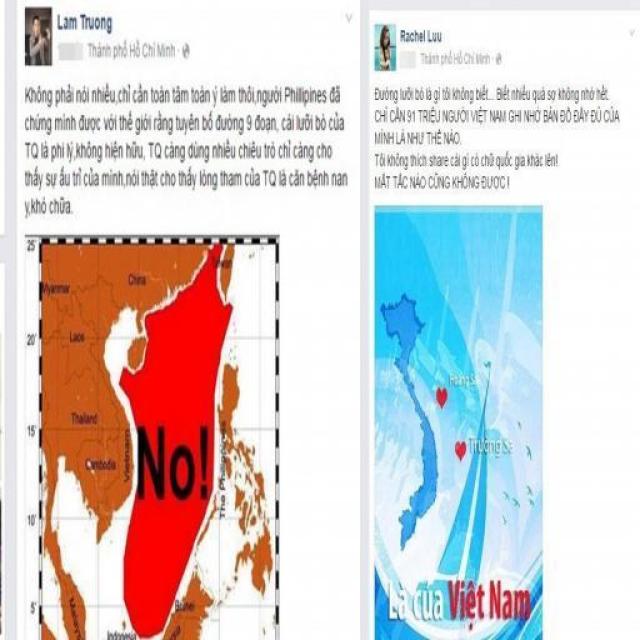 Lam Truong
Thành phố Hồ Chí Minh ·
Không phải nói nhiều,chỉ cần toàn tâm toàn ý làm thôi,người Phillipines đã
chứng minh được với thế giới rằng tuyên bố đường 9 đoạn, cái lưỡi bò của
TQ là phi lý,không hiện hữu, TQ càng dùng nhiều chiêu trò chỉ càng cho
thấy sự ấu trĩ của mình,nói thật cho thấy lòng tham của TQ là căn bệnh nan
y,khó chữa.
25
20
15
10
5
Myanmar
China
Taiwan
Laos
Thailand
Cambodia
Vietnam
No!
The Philippines
Brunei
Indonesia
Rachel Luu
Thành phố Hồ Chí Minh ·
Đường lưỡi bò là gì tôi không biết... Biết nhiều quá sợ không nhớ hết.
CHỈ CẦN 91 TRIỆU NGƯỜI VIỆT NAM GHI NHỚ BẢN ĐỒ ĐẦY ĐỦ CỦA
MÌNH LÀ NHƯ THẾ NÀO.
Tôi không thích share cái gì có chữ quốc gia khác lên!
MẶT TẤC NÀO CŨNG KHÔNG ĐƯỢC !
Hoàng Sa
Trường Sa
Là của Việt Nam